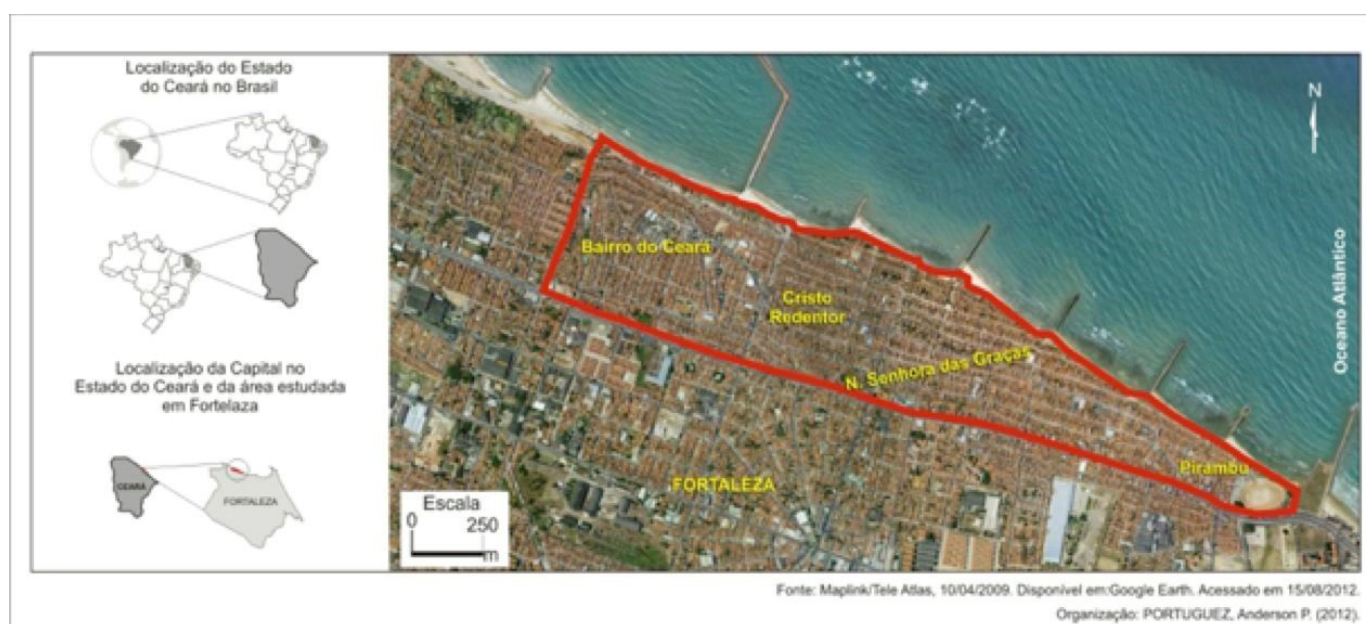 Localização do Estado
do Ceará no Brasil
Localização da Capital no
Estado do Ceará e da área estudada
em Fortelaza
CEARÁ
FORTALEZA
Bairro do Ceará
Cristo
Redentor
N. Senhora das Graças
Pirambu
FORTALEZA
Escala
0 250
m
N
Oceano Atlântico
Fonte: Maplink/Tele Atlas, 10/04/2009. Disponível em:Google Earth. Acessado em 15/08/2012.
Organização: PORTUGUEZ, Anderson P. (2012).